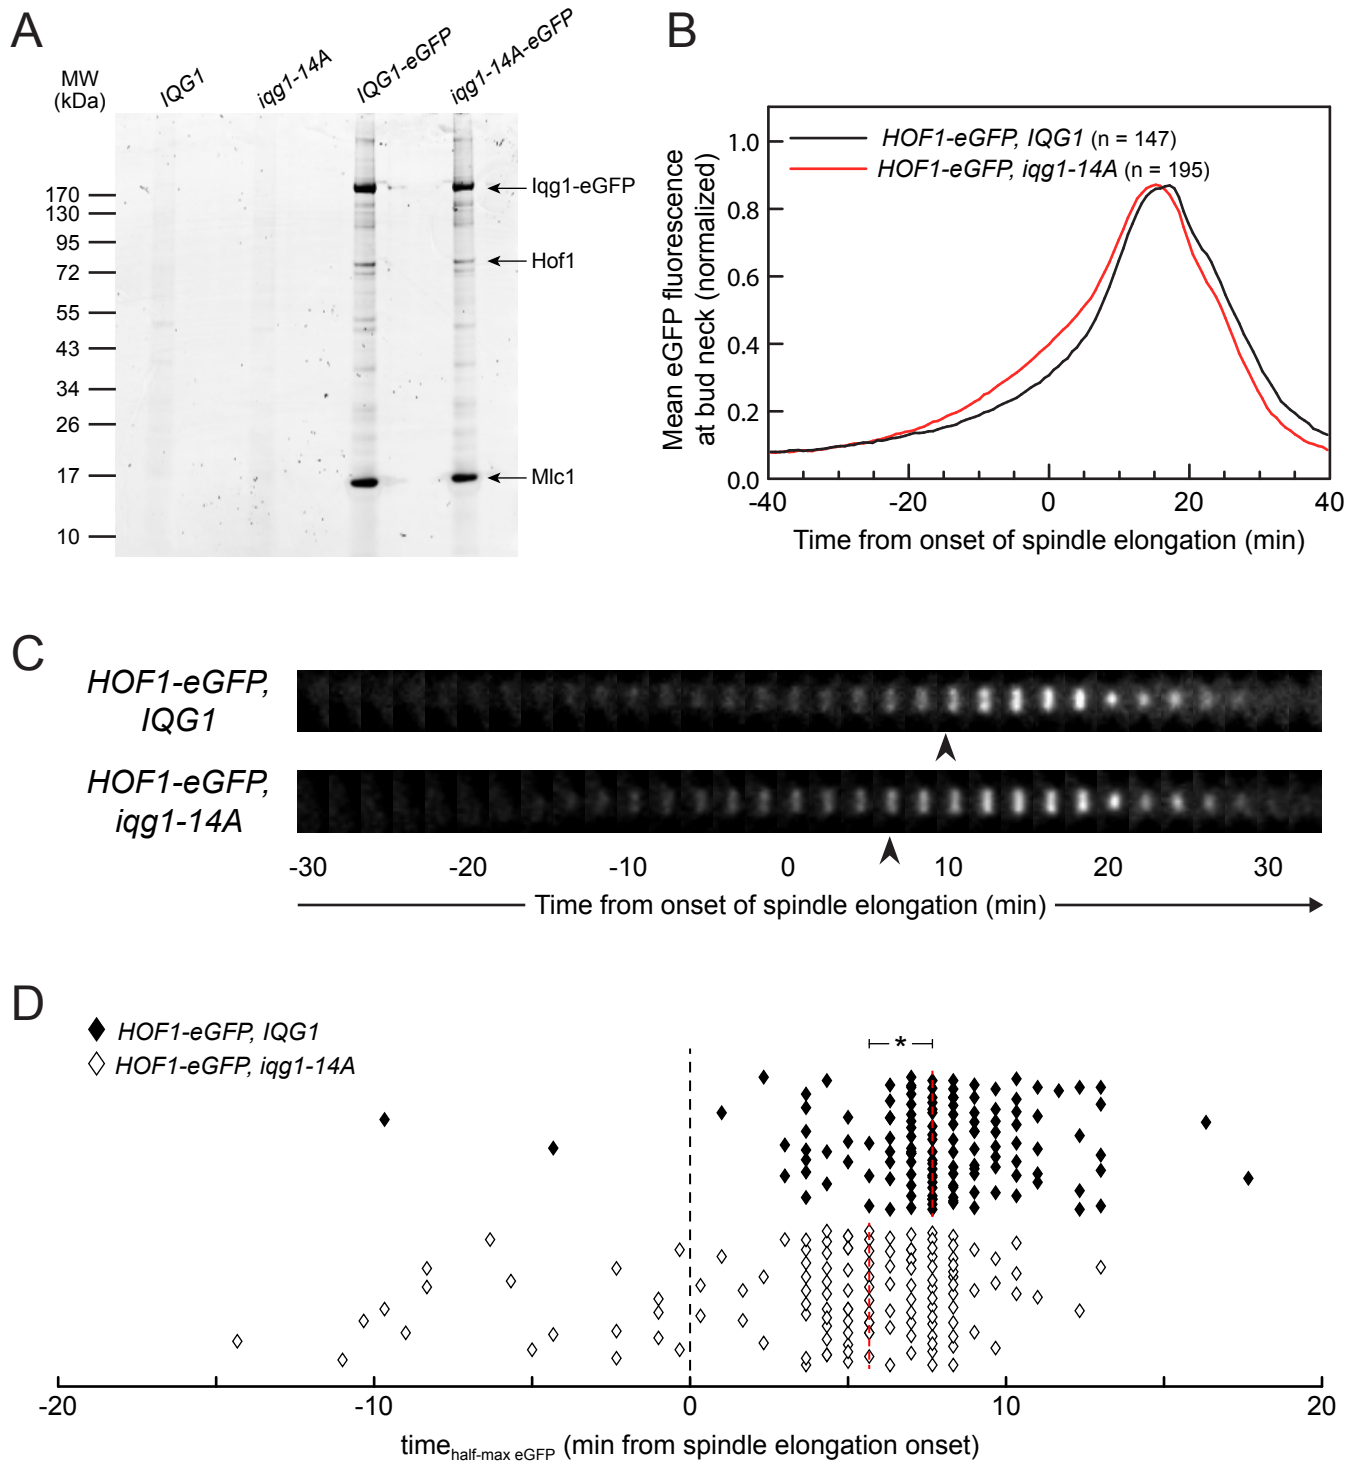 A
MW
(kDa)
IQG1
iqg1-14A
IQG1-eGFP
iqg1-14A-eGFP
170
130
95
72
55
43
34
26
17
10
Iqg1-eGFP
Hof1
Mlc1
B
HOF1-eGFP, IQG1 (n = 147)
HOF1-eGFP, iqg1-14A (n = 195)
Mean eGFP fluorescence
at bud neck (normalized)
1.0
0.8
0.6
0.4
0.2
0.0
-40 -20 0 20 40
Time from onset of spindle elongation (min)
C
HOF1-eGFP,
IQG1
HOF1-eGFP,
iqg1-14A
-30 -20 -10 0 10 20 30
Time from onset of spindle elongation (min)
D
HOF1-eGFP, IQG1
HOF1-eGFP, iqg1-14A
*
-20 -10 0 10 20
time half-max eGFP (min from spindle elongation onset)